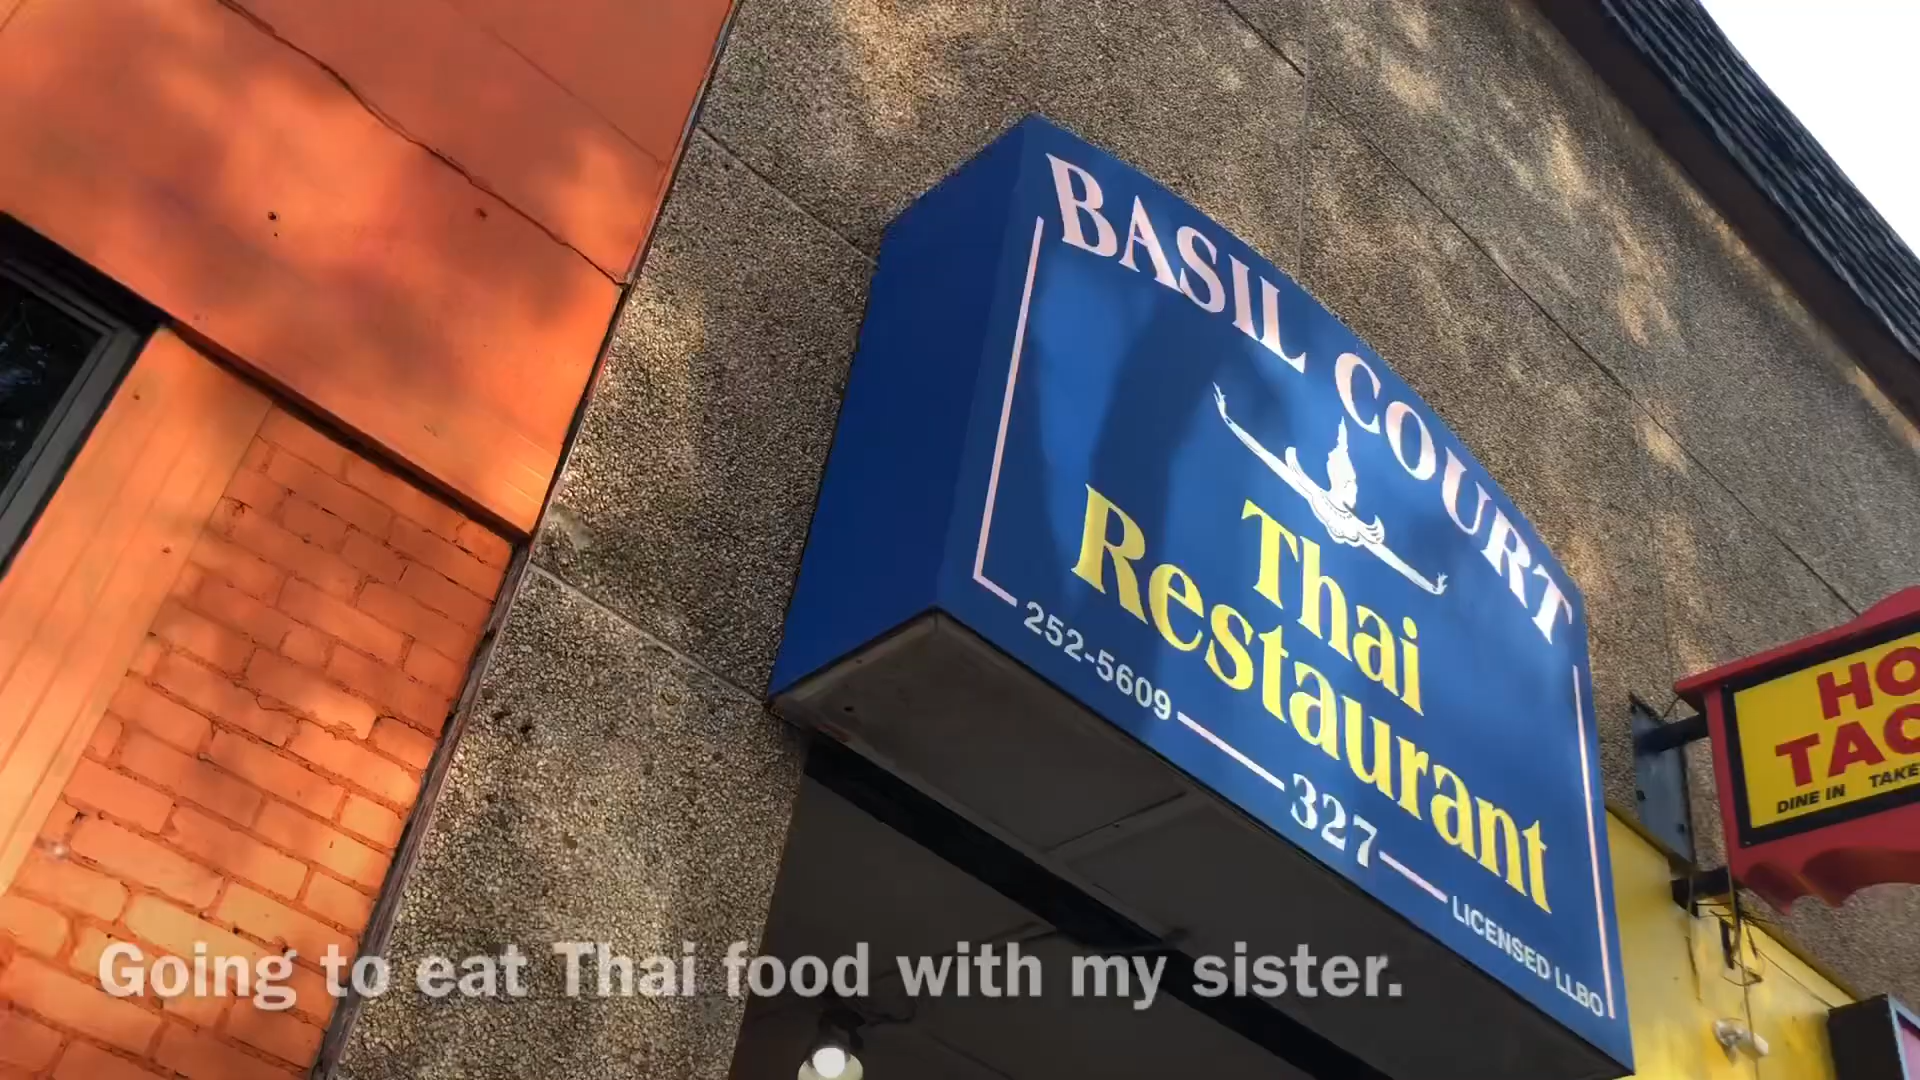 BASIL COURT
Thai
Restaurant
252-5609
327
LICENSED LLBO
DINE IN
Going to eat Thai food with my sister.